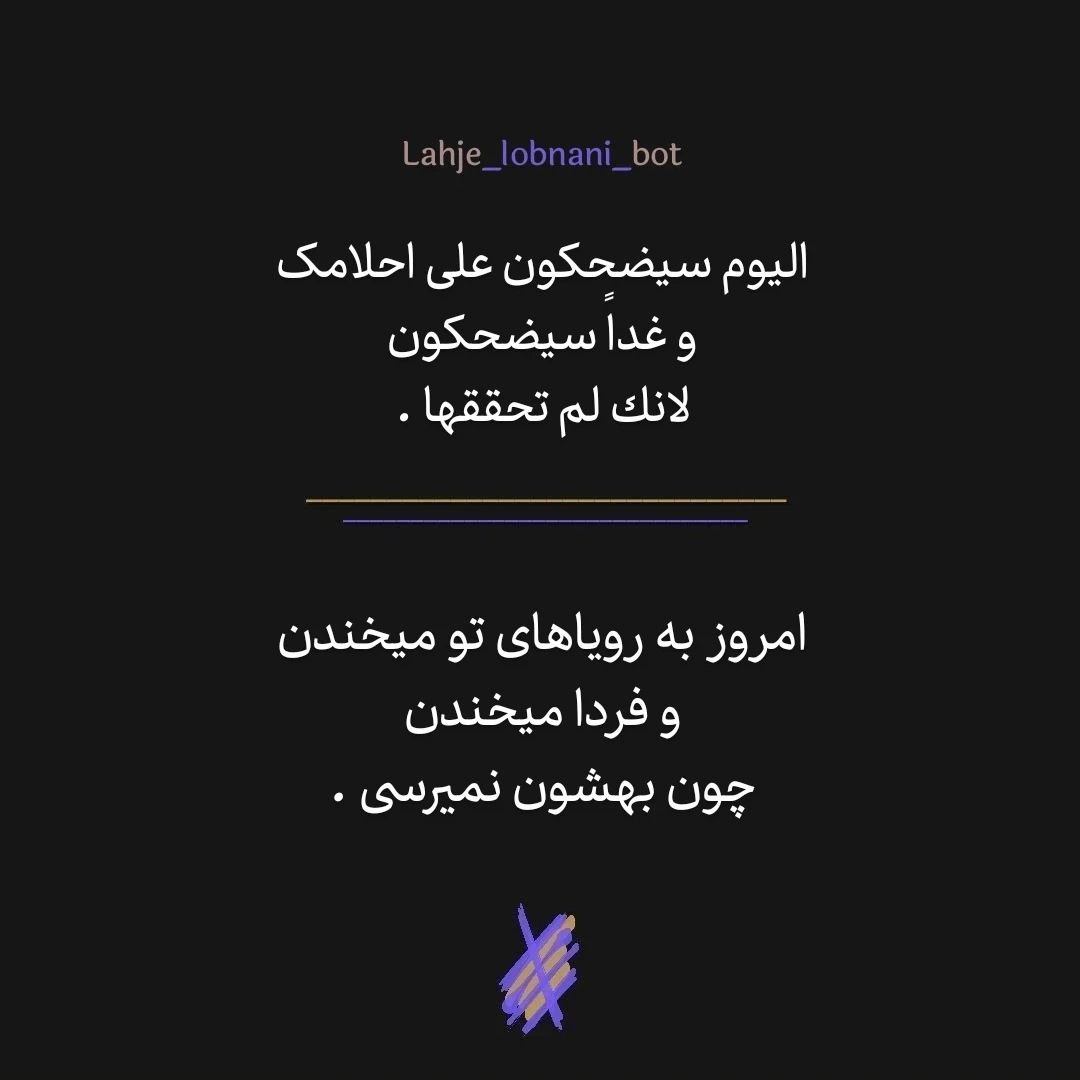 Lahje_lobnani_bot
اليوم سيضحكون على احلامک
و غداً سيضحكون
لانك لم تحققها .
امروز به رویاهای تو میخندن
و فردا میخندن
چون بهشون نمیرسی .